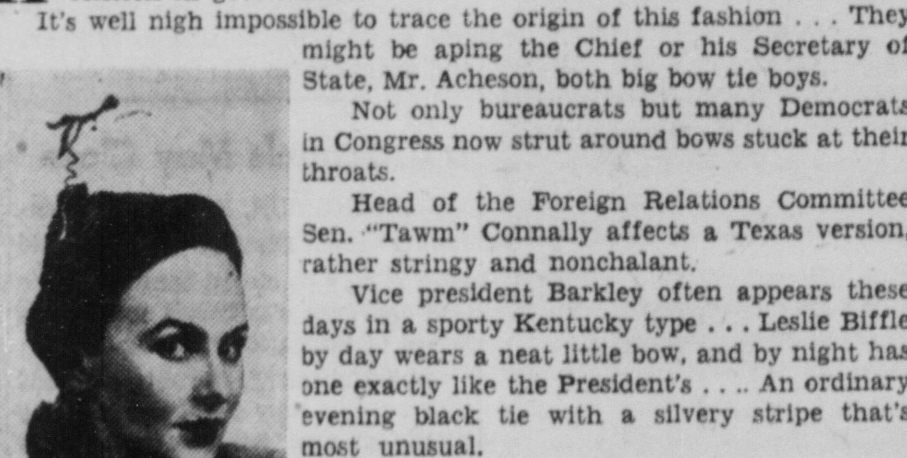 It's well nigh impossible to trace the origin of this fashion . . . They
might be aping the Chief or his Secretary of
State, Mr. Acheson, both big bow tie boys.
Not only bureaucrats but many Democrats
in Congress now strut around bows stuck at their
throats.
Head of the Foreign Relations Committee
Sen. "Tawm" Connally affects a Texas version,
rather stringy and nonchalant.
Vice president Barkley often appears these
days in a sporty Kentucky type . . . Leslie Biffle
by day wears a neat little bow, and by night has
one exactly like the President's . . .. An ordinary
evening black tie with a silvery stripe that's
most unusual.